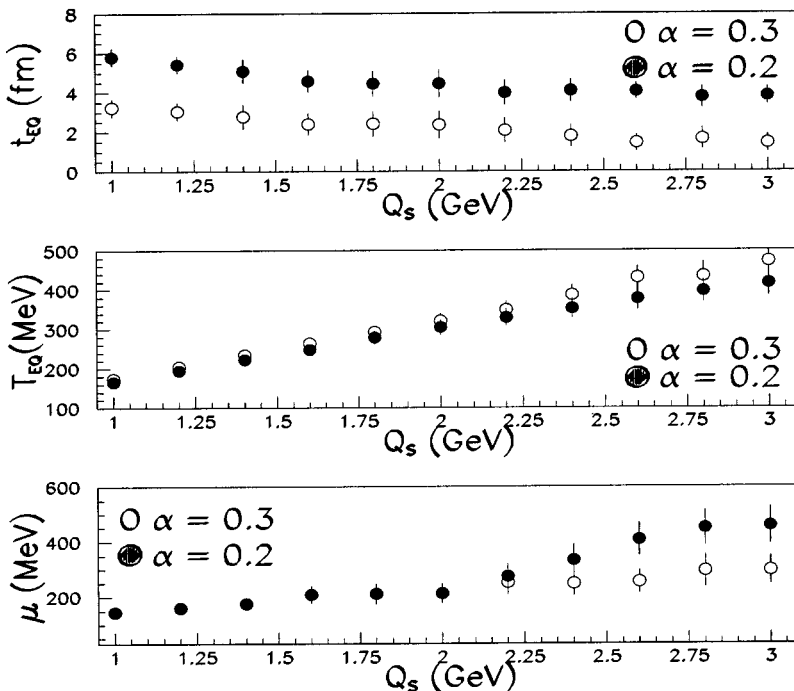 8
6
4
2
0
t_EQ (fm)
O α = 0.3
α = 0.2
1 1.25 1.5 1.75 2 2.25 2.5 2.75 3
Q_s (GeV)
500
400
300
200
100
T_EQ (MeV)
O α = 0.3
α = 0.2
1 1.25 1.5 1.75 2 2.25 2.5 2.75 3
Q_s (GeV)
600
400
200
μ (MeV)
O α = 0.3
α = 0.2
1 1.25 1.5 1.75 2 2.25 2.5 2.75 3
Q_s (GeV)